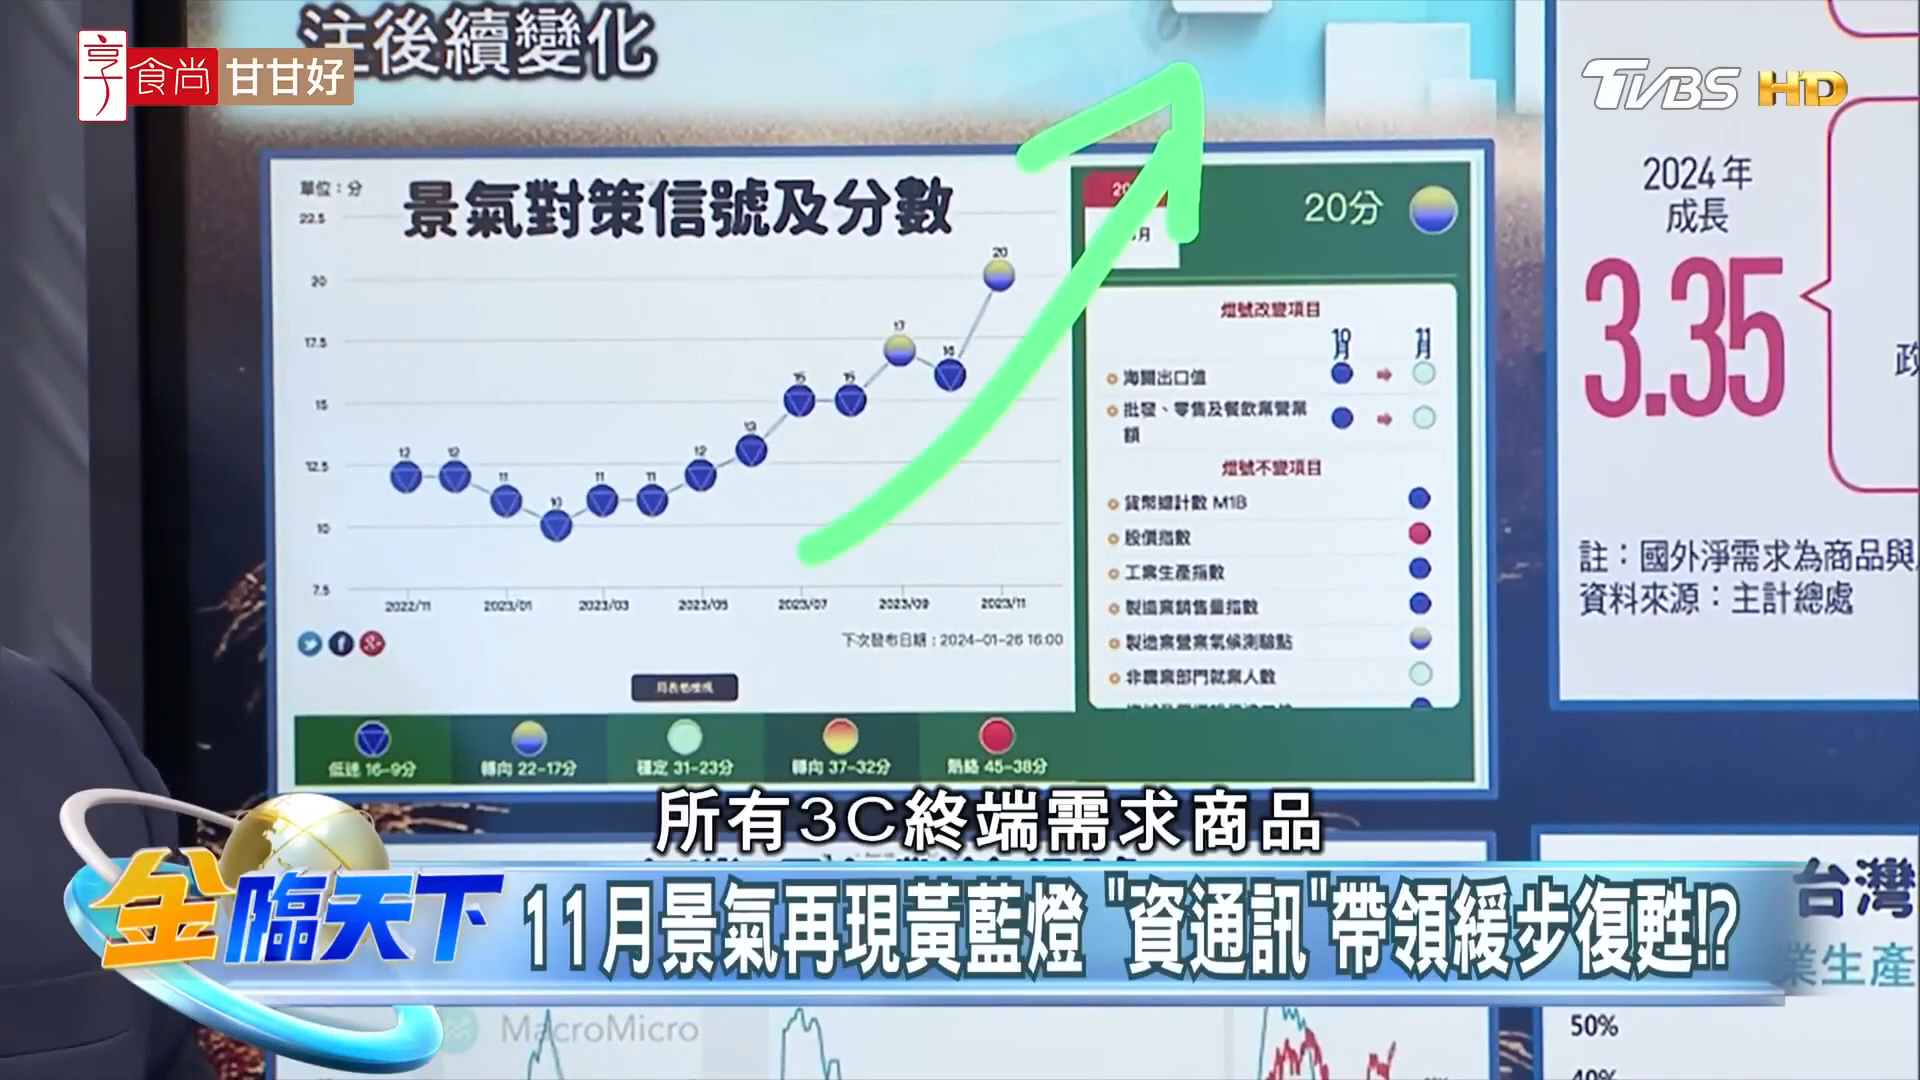 注後續變化
享食尚 甘甘好
TVBS HD
單位：分
景氣對策信號及分數
22.5
20
17.5
15
12.5
10
7.5
12
12
11
10
11
11
12
13
15
15
17
16
20
2022/11
2023/01
2023/03
2023/05
2023/07
2023/09
2023/11
下次發布日期：2024-01-26 16:00
低迷 16-9分
轉向 22-17分
穩定 31-23分
轉向 37-32分
熱絡 45-38分
20分
燈號改變項目
10月
11月
海關出口值
批發、零售及餐飲業營業額
燈號不變項目
貨幣總計數 M1B
股價指數
工業生產指數
製造業銷售量指數
製造業營業氣候測驗點
非農業部門就業人數
2024年
成長
3.35
政
註：國外淨需求為商品與
資料來源：主計總處
所有3C終端需求商品
金臨天下
11月景氣再現黃藍燈 "資通訊"帶領緩步復甦!?
台灣
業生產
MacroMicro
50%
40%